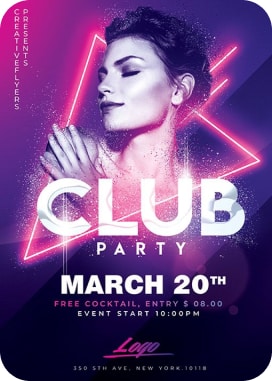 CREATIVEFLYERS
PRESENTS
CLUB
PARTY
MARCH 20TH
FREE COCKTAIL, ENTRY $ 08.00
EVENT START 10:00PM
Logo
350 5TH AVE, NEW YORK.10118